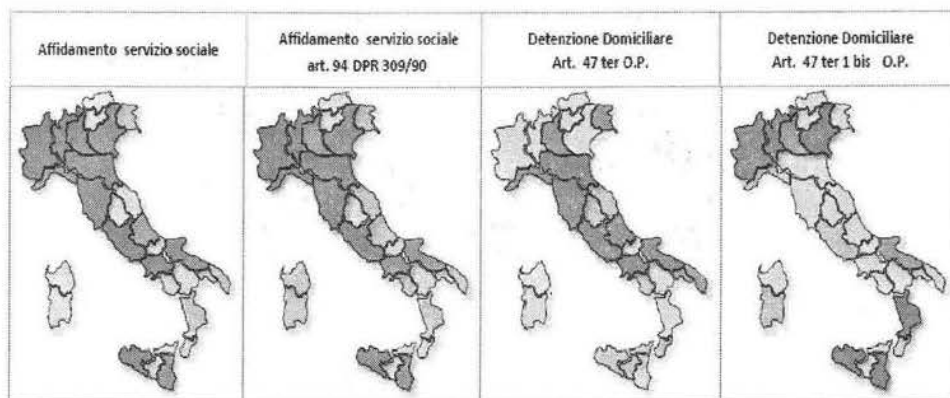 Affidamento servizio sociale
Affidamento servizio sociale
art. 94 DPR 309/90
Detenzione Domiciliare
Art. 47 ter O.P.
Detenzione Domiciliare
Art. 47 ter 1 bis O.P.